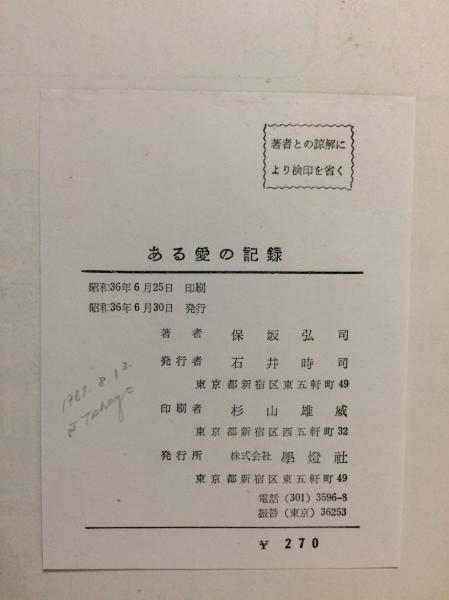 著者との諒解に
より検印を省く
ある愛の記録
昭和36年6月25日 印刷
昭和36年6月30日 発行
著者 保坂弘司
発行者 石井時司
東京都新宿区東五軒町49
印刷者 杉山雄威
東京都新宿区西五軒町32
発行所 株式会社 學燈社
東京都新宿区東五軒町49
電話(301)3596-8
振替(東京)36253
¥ 270
1961.8.13.